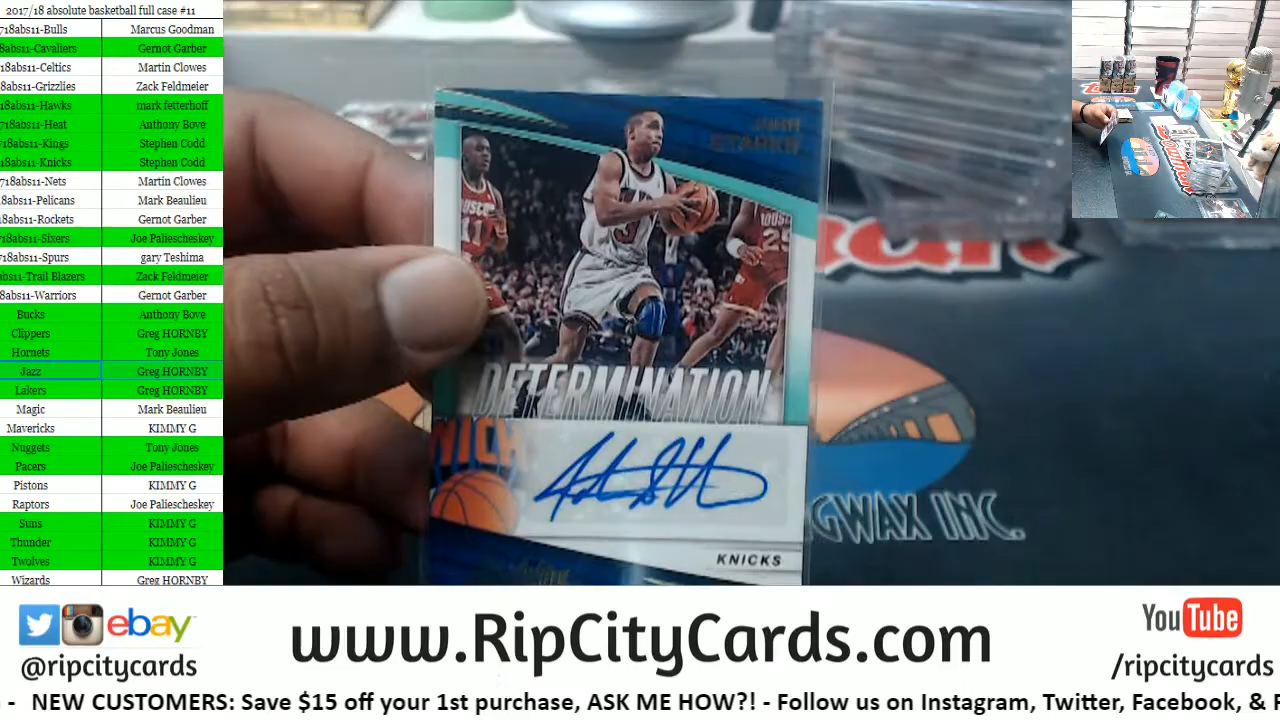 2017/18 absolute basketball full case #11
718abs11-Bulls Marcus Goodman
8abs11-Cavaliers Gernot Garber
18abs11-Celtics Martin Clowes
8abs11-Grizzlies Zack Feldmeier
18abs11-Hawks mark fetterhoff
718abs11-Heat Anthony Bove
718abs11-Kings Stephen Codd
18abs11-Knicks Stephen Codd
718abs11-Nets Martin Clowes
8abs11-Pelicans Mark Beaulieu
8abs11-Rockets Gernot Garber
18abs11-Sixers Joe Paliescheskey
718abs11-Spurs gary Teshima
abs11-Trail Blazers Zack Feldmeier
8abs11-Warriors Gernot Garber
Bucks Anthony Bove
Clippers Greg HORNBY
Hornets Tony Jones
Jazz Greg HORNBY
Lakers Greg HORNBY
Magic Mark Beaulieu
Mavericks KIMMY G
Nuggets Tony Jones
Pacers Joe Paliescheskey
Pistons KIMMY G
Raptors Joe Paliescheskey
Suns KIMMY G
Thunder KIMMY G
Twolves KIMMY G
Wizards Greg HORNBY
JOHN
STARKS
3
DETERMINATION
KNICKS
GWAX INC.
ebay
@ripcitycards
www.RipCityCards.com
YouTube
/ripcitycards
- NEW CUSTOMERS: Save $15 off your 1st purchase, ASK ME HOW?! - Follow us on Instagram, Twitter, Facebook, &